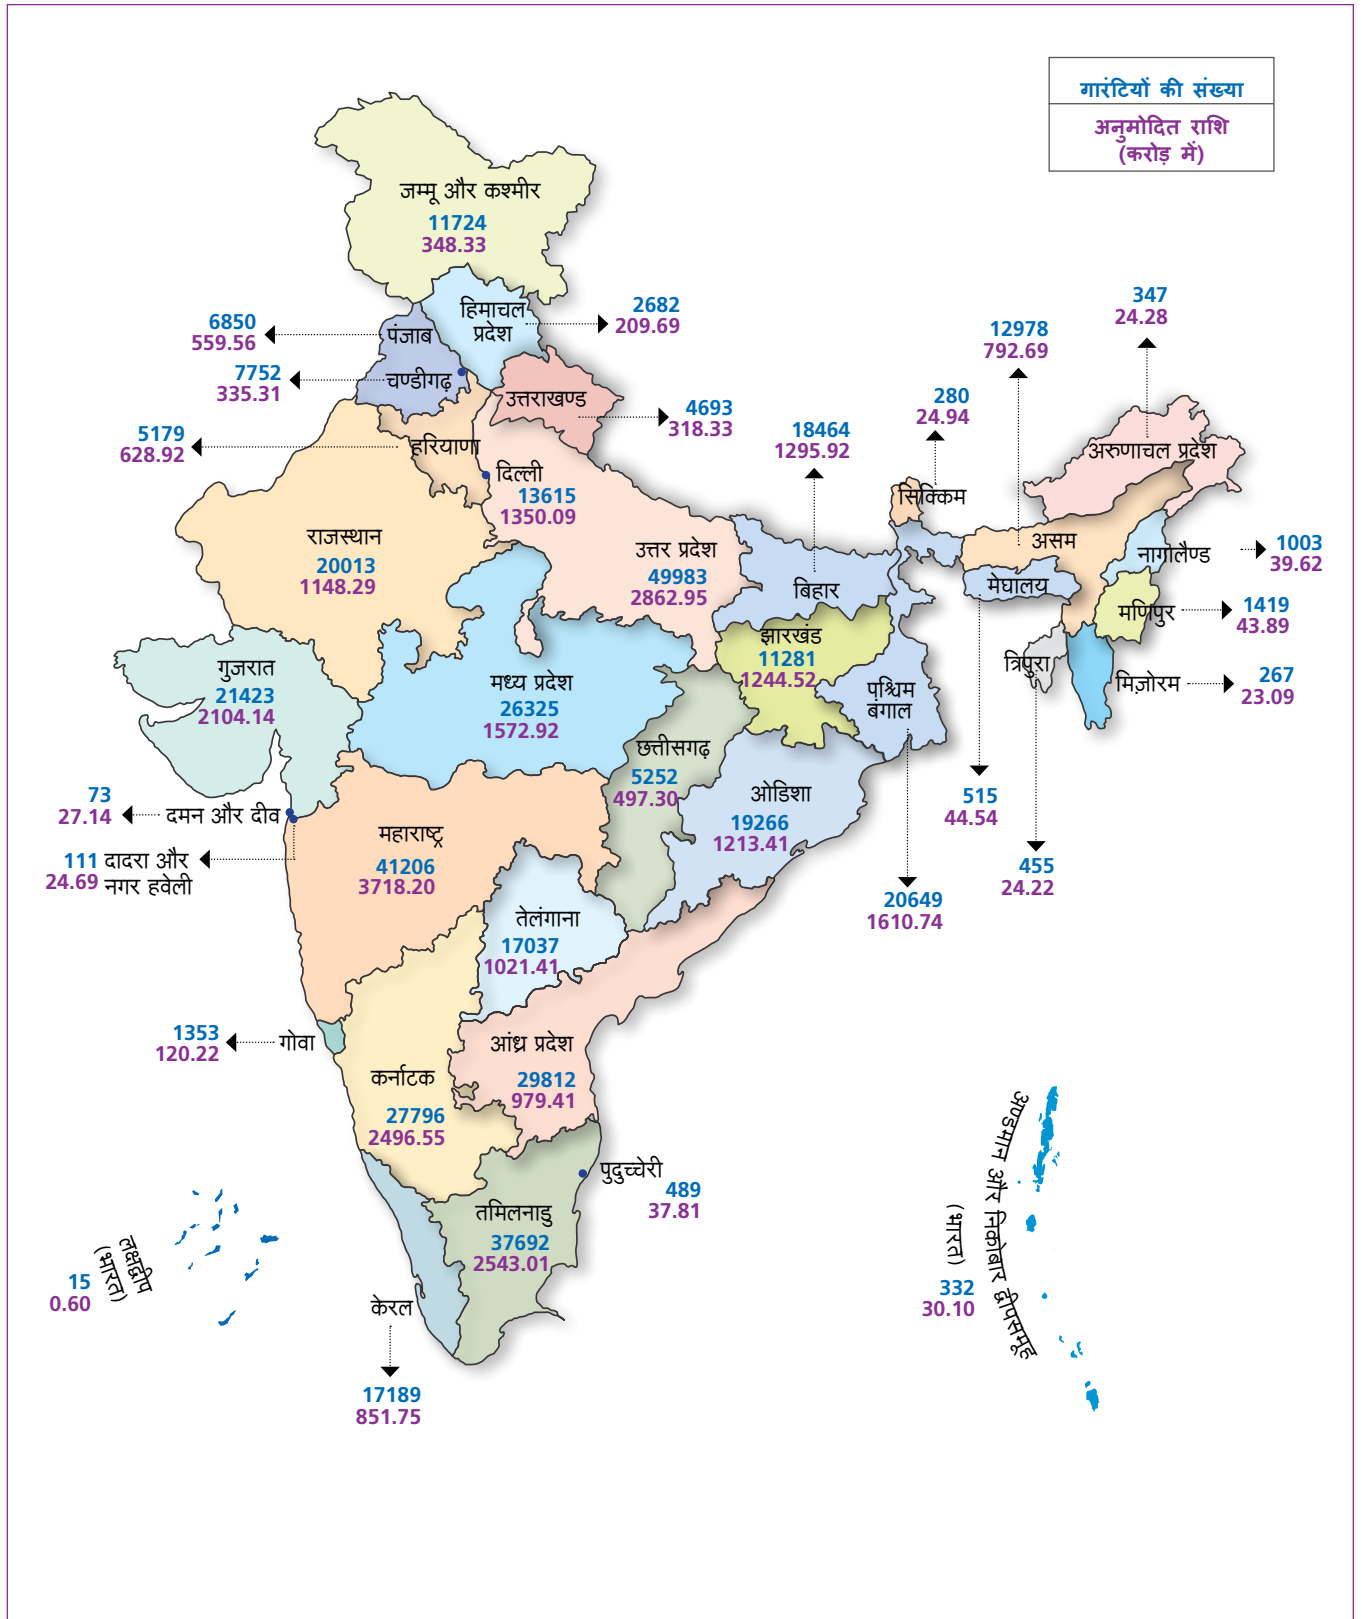 गारंटियों की संख्या
अनुमोदित राशि
(करोड़ में)
जम्मू और कश्मीर
11724
348.33
हिमाचल
प्रदेश
2682
209.69
पंजाब
6850
559.56
चण्डीगढ़
7752
335.31
उत्तराखण्ड
4693
318.33
हरियाणा
5179
628.92
दिल्ली
13615
1350.09
राजस्थान
20013
1148.29
उत्तर प्रदेश
49983
2862.95
बिहार
18464
1295.92
सिक्किम
280
24.94
असम
12978
792.69
अरुणाचल प्रदेश
347
24.28
नागालैण्ड
1003
39.62
मणिपुर
1419
43.89
मिज़ोरम
267
23.09
मेघालय
515
44.54
त्रिपुरा
455
24.22
झारखंड
11281
1244.52
पश्चिम
बंगाल
20649
1610.74
गुजरात
21423
2104.14
मध्य प्रदेश
26325
1572.92
छत्तीसगढ़
5252
497.30
ओडिशा
19266
1213.41
दमन और दीव
73
27.14
111 दादरा और
24.69 नगर हवेली
महाराष्ट्र
41206
3718.20
तेलंगाना
17037
1021.41
गोवा
1353
120.22
कर्नाटक
27796
2496.55
आंध्र प्रदेश
29812
979.41
पुदुच्चेरी
489
37.81
तमिलनाडु
37692
2543.01
केरल
17189
851.75
लक्षद्वीप
(भारत)
15
0.60
अण्डमान और निकोबार द्वीपसमूह
(भारत)
332
30.10